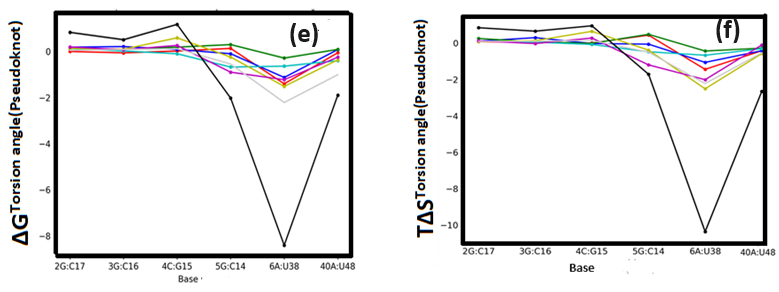 (e)
ΔG^Torsion angle(Pseudoknot)
0
−2
−4
−6
−8
2G:C17 3G:C16 4C:G15 5G:C14 6A:U38 40A:U48
Base
(f)
TΔS^Torsion angle(Pseudoknot)
0
−2
−4
−6
−8
−10
2G:C17 3G:C16 4C:G15 5G:C14 6A:U38 40A:U48
Base